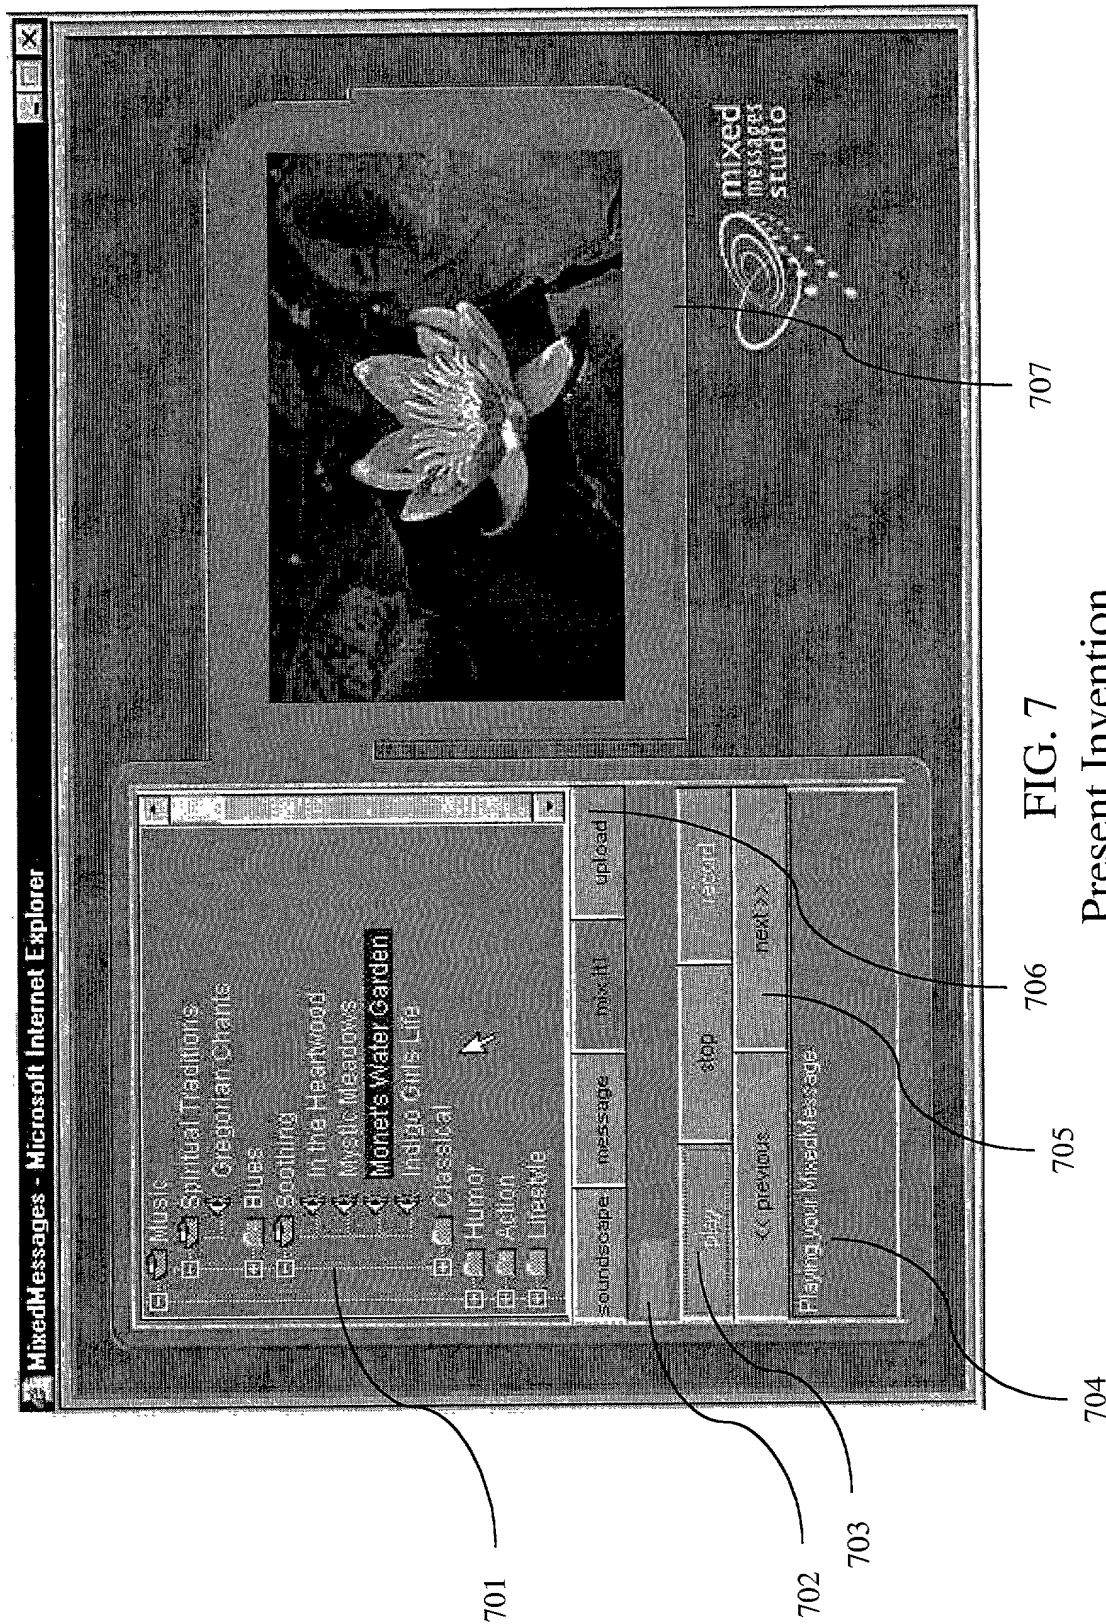 MixedMessages - Microsoft Internet Explorer
Music
Spiritual Traditions
Gregorian Chants
Blues
Soothing
In the Heartwood
Mystic Meadows
Monet's Water Garden
Indigo Girls Life
Classical
Humor
Action
Lifestyle
soundscape message mix it! upload
play stop record
<< previous next >>
Playing your MixedMessage
mixed
messages
studio
701
702
703
704
705
706
707
FIG. 7
Present Invention